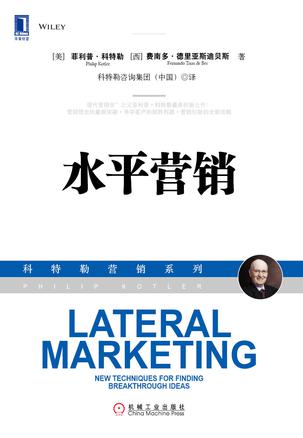 WILEY
[美] 菲利普·科特勒 [西] 费南多·德里亚斯迪贝斯 著
Philip Kotler Fernando Trias de Bes
科特勒咨询集团(中国)◎译
水平营销
科特勒营销系列
PHILIP KOTLER
LATERAL
MARKETING
NEW TECHNIQUES FOR FINDING
BREAKTHROUGH IDEAS
机械工业出版社
China Machine Press